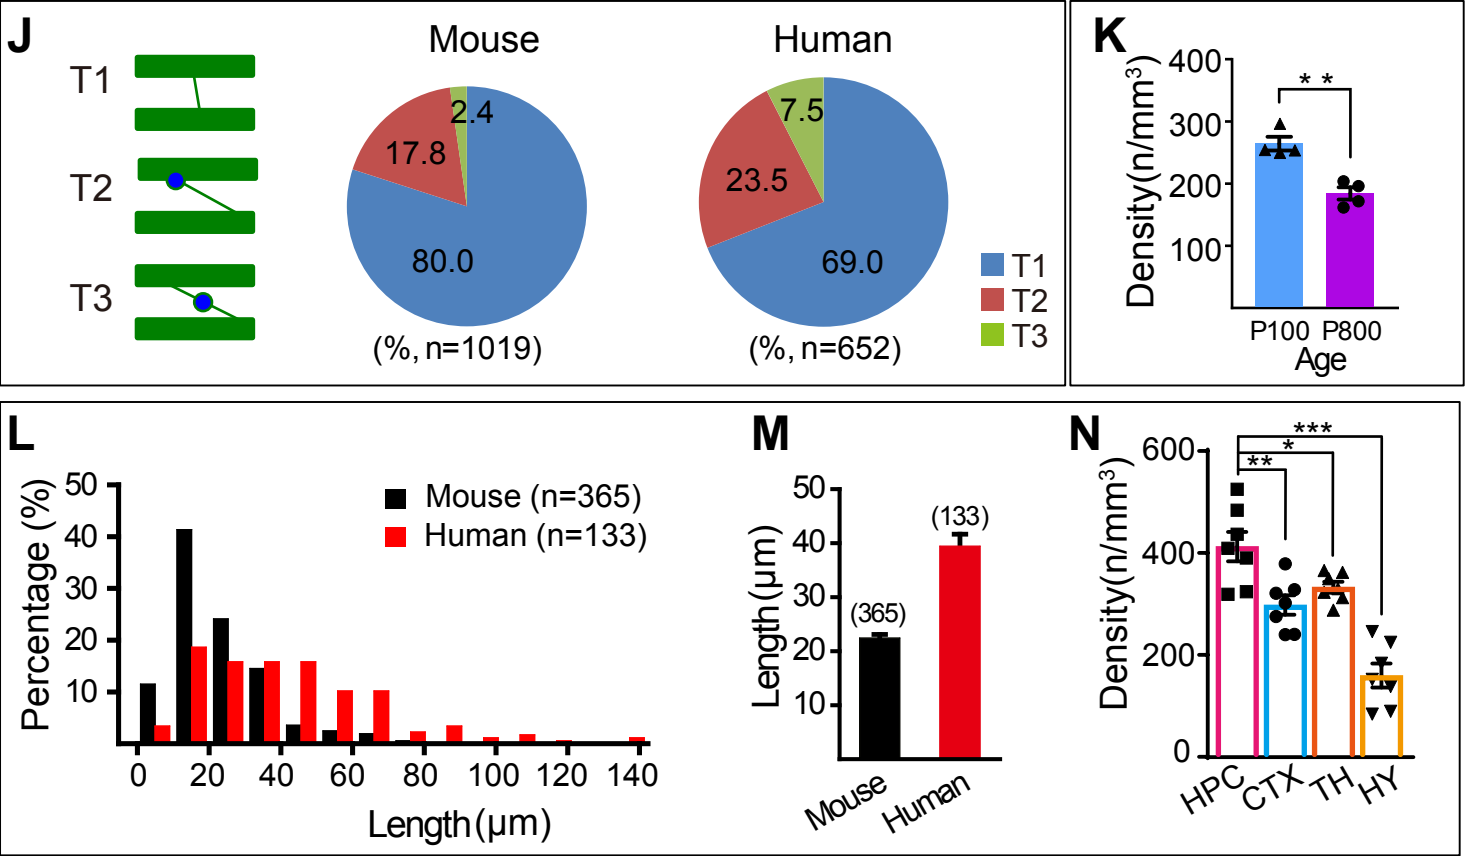 J
Mouse
Human
T1
T2
T3
2.4
17.8
80.0
(%, n=1019)
7.5
23.5
69.0
(%, n=652)
T1
T2
T3
K
Density(n/mm³)
400
300
200
100
* *
P100 P800
Age
L
Percentage (%)
50
40
30
20
10
Mouse (n=365)
Human (n=133)
0 20 40 60 80 100 120 140
Length(μm)
M
Length(μm)
50
40
30
20
10
(365)
(133)
Mouse
Human
N
Density(n/mm³)
600
400
200
0
***
*
**
HPC
CTX
TH
HY